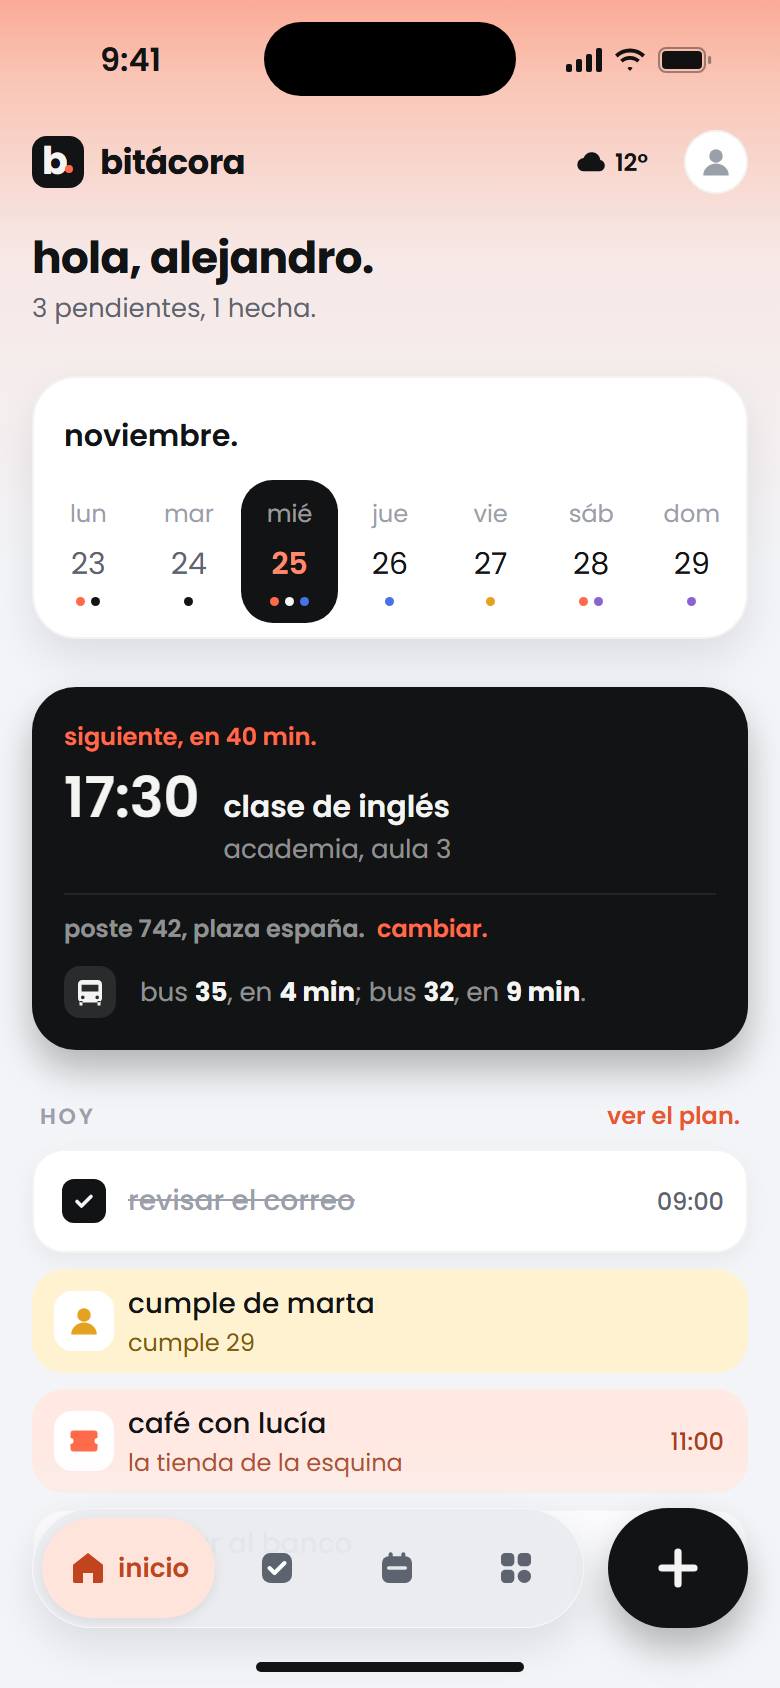 9:41
b.
bitácora
12°
hola, alejandro.
3 pendientes, 1 hecha.
noviembre.
lun mar mié jue vie sáb dom
23 24 25 26 27 28 29
siguiente, en 40 min.
17:30 clase de inglés
academia, aula 3
poste 742, plaza españa. cambiar.
bus 35, en 4 min; bus 32, en 9 min.
HOY
ver el plan.
revisar el correo 09:00
cumple de marta
cumple 29
café con lucía 11:00
la tienda de la esquina
al banco
inicio